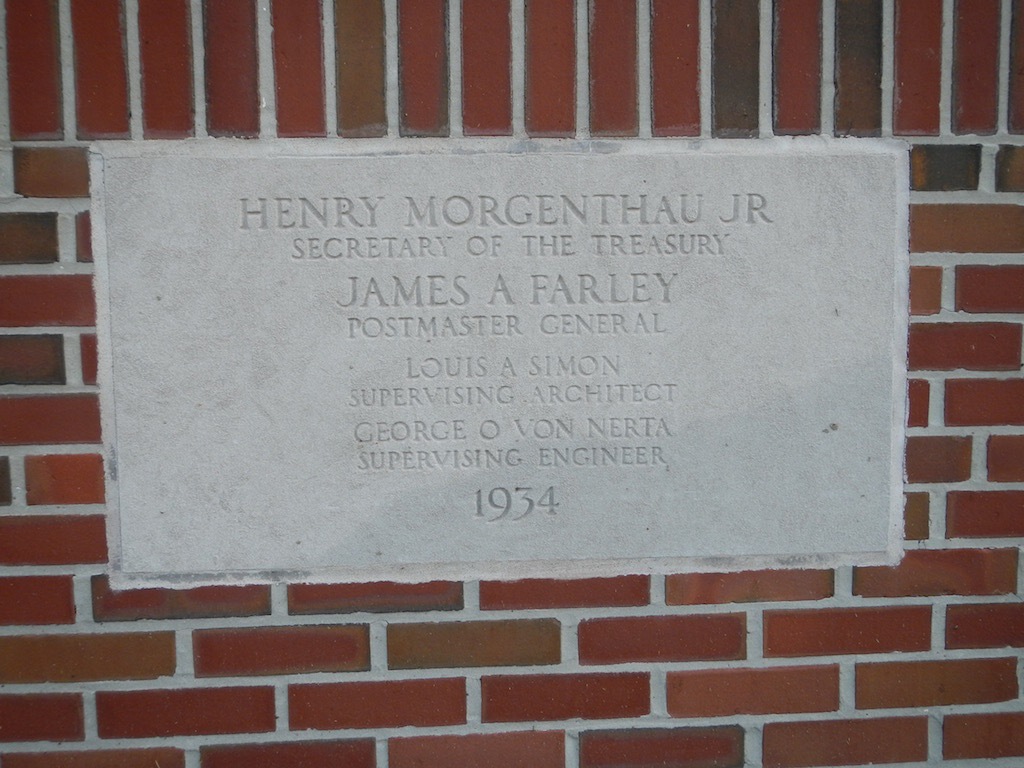 HENRY MORGENTHAU JR
SECRETARY OF THE TREASURY
JAMES A FARLEY
POSTMASTER GENERAL
LOUIS A SIMON
SUPERVISING ARCHITECT
GEORGE O VON NERTA
SUPERVISING ENGINEER
1934